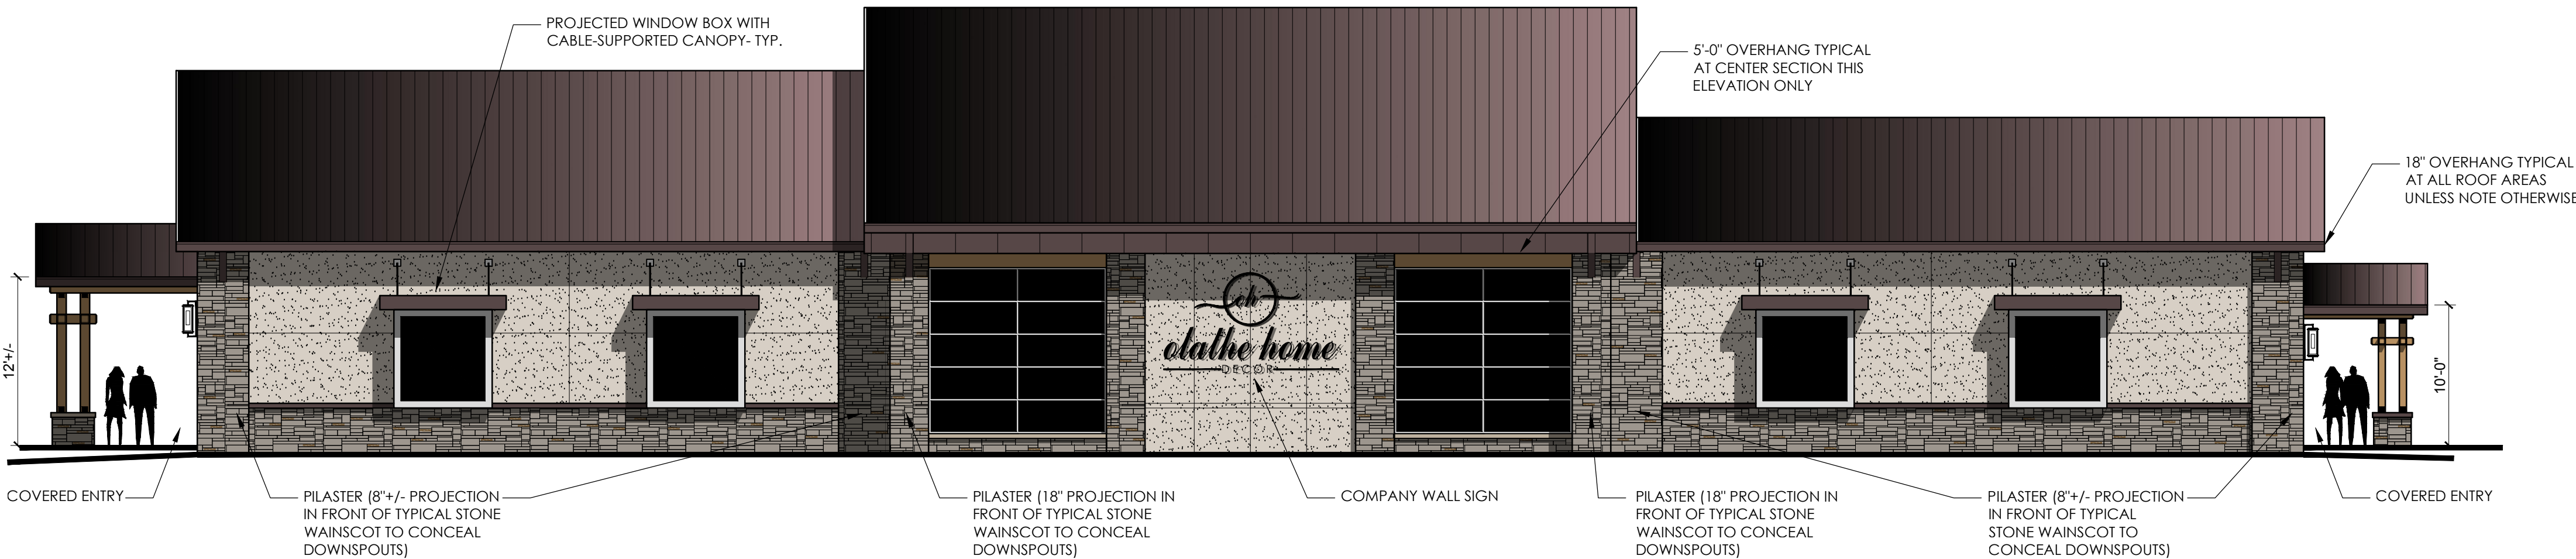 PROJECTED WINDOW BOX WITH
CABLE-SUPPORTED CANOPY- TYP.
5'-0" OVERHANG TYPICAL
AT CENTER SECTION THIS
ELEVATION ONLY
18" OVERHANG TYPICAL
AT ALL ROOF AREAS
UNLESS NOTE OTHERWISE
12'+/-
oh
olathe home
DECOR
10'-0"
COVERED ENTRY
PILASTER (8"+/- PROJECTION
IN FRONT OF TYPICAL STONE
WAINSCOT TO CONCEAL
DOWNSPOUTS)
PILASTER (18" PROJECTION IN
FRONT OF TYPICAL STONE
WAINSCOT TO CONCEAL
DOWNSPOUTS)
COMPANY WALL SIGN
PILASTER (18" PROJECTION IN
FRONT OF TYPICAL STONE
WAINSCOT TO CONCEAL
DOWNSPOUTS)
PILASTER (8"+/- PROJECTION
IN FRONT OF TYPICAL
STONE WAINSCOT TO
CONCEAL DOWNSPOUTS)
COVERED ENTRY